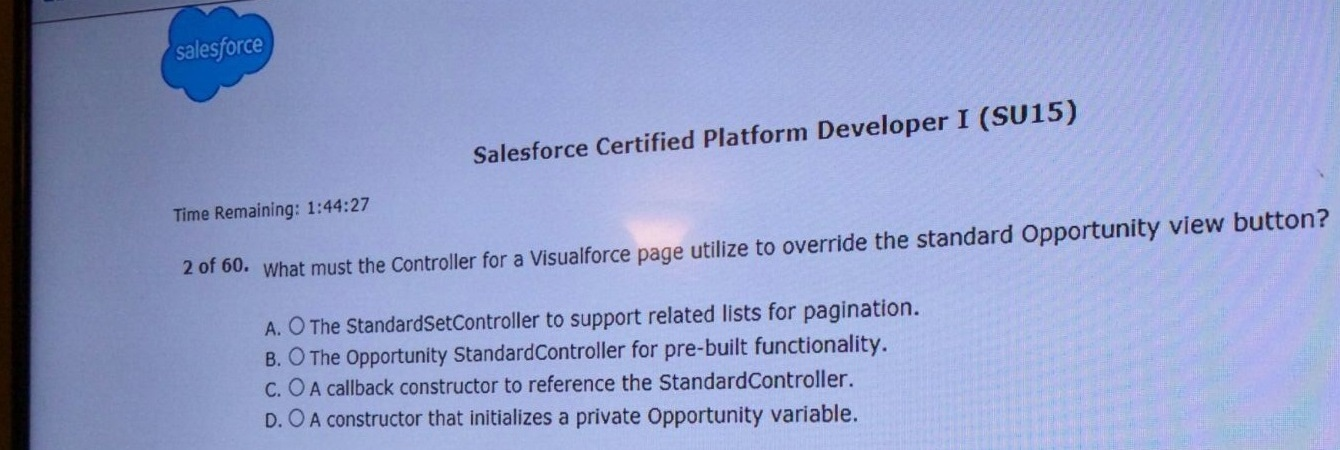 salesforce
Salesforce Certified Platform Developer I (SU15)
Time Remaining: 1:44:27
2 of 60. What must the Controller for a Visualforce page utilize to override the standard Opportunity view button?
A. The StandardSetController to support related lists for pagination.
B. The Opportunity StandardController for pre-built functionality.
C. A callback constructor to reference the StandardController.
D. A constructor that initializes a private Opportunity variable.